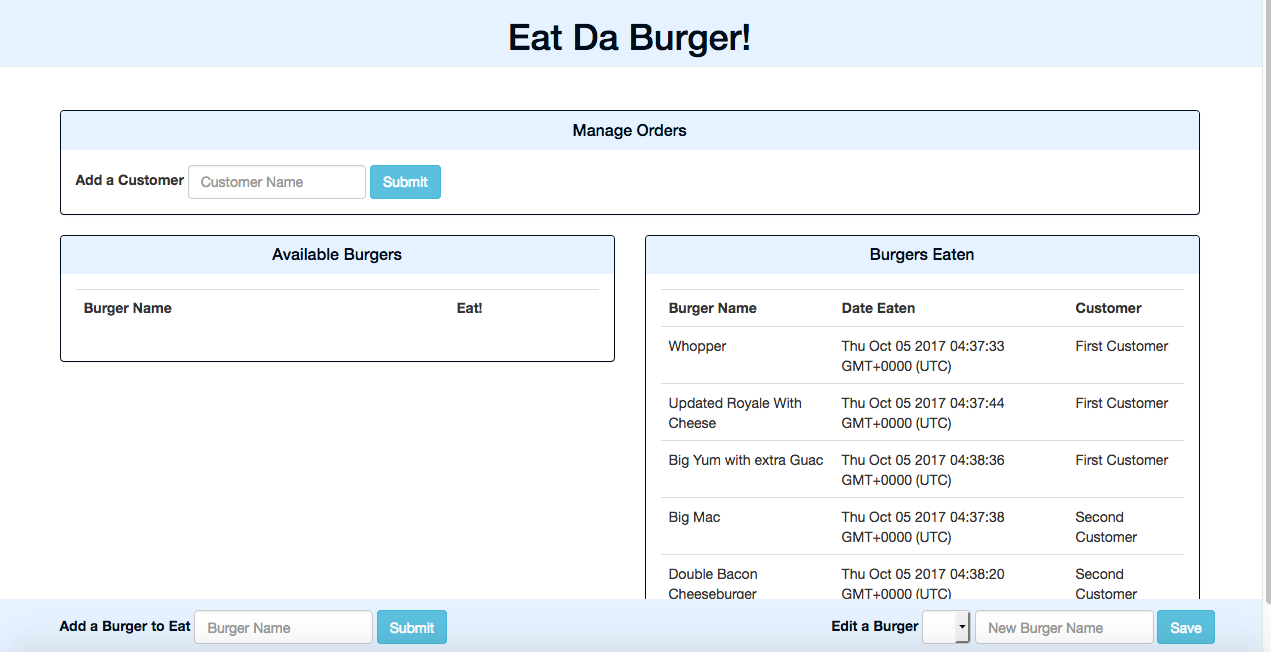 Eat Da Burger!
Manage Orders
Add a Customer Customer Name Submit
Available Burgers
Burger Name Eat!
Burgers Eaten
Burger Name Date Eaten Customer
Whopper Thu Oct 05 2017 04:37:33 First Customer
GMT+0000 (UTC)
Updated Royale With Thu Oct 05 2017 04:37:44 First Customer
Cheese GMT+0000 (UTC)
Big Yum with extra Guac Thu Oct 05 2017 04:38:36 First Customer
GMT+0000 (UTC)
Big Mac Thu Oct 05 2017 04:37:38 Second
GMT+0000 (UTC) Customer
Double Bacon Thu Oct 05 2017 04:38:20 Second
Cheeseburger GMT+0000 (UTC) Customer
Add a Burger to Eat Burger Name Submit Edit a Burger New Burger Name Save